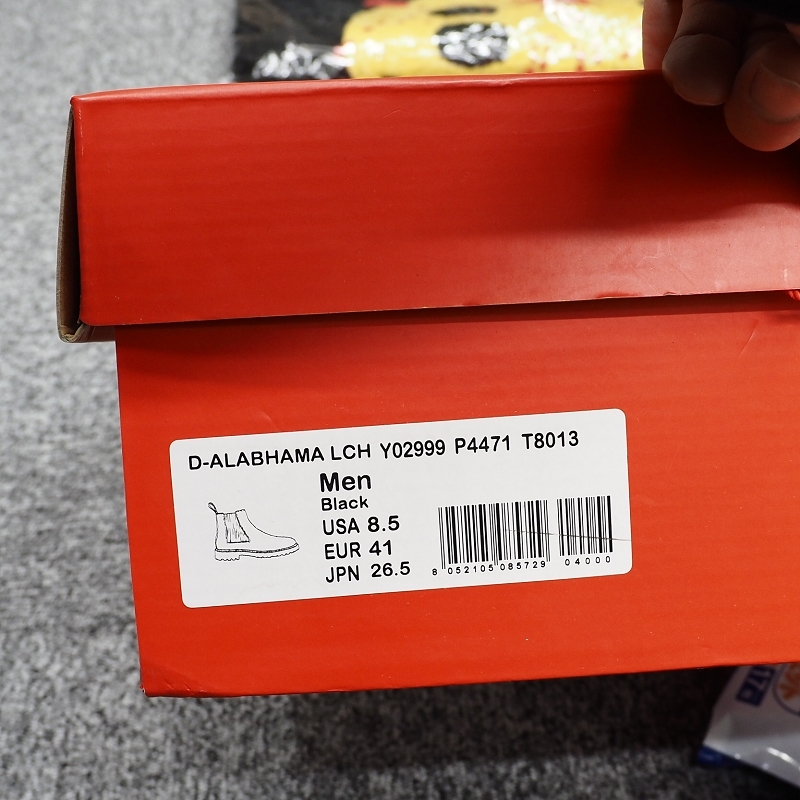 D-ALABHAMA LCH Y02999 P4471 T8013
Men
Black
USA 8.5
EUR 41
JPN 26.5
8 052105 085729 04000